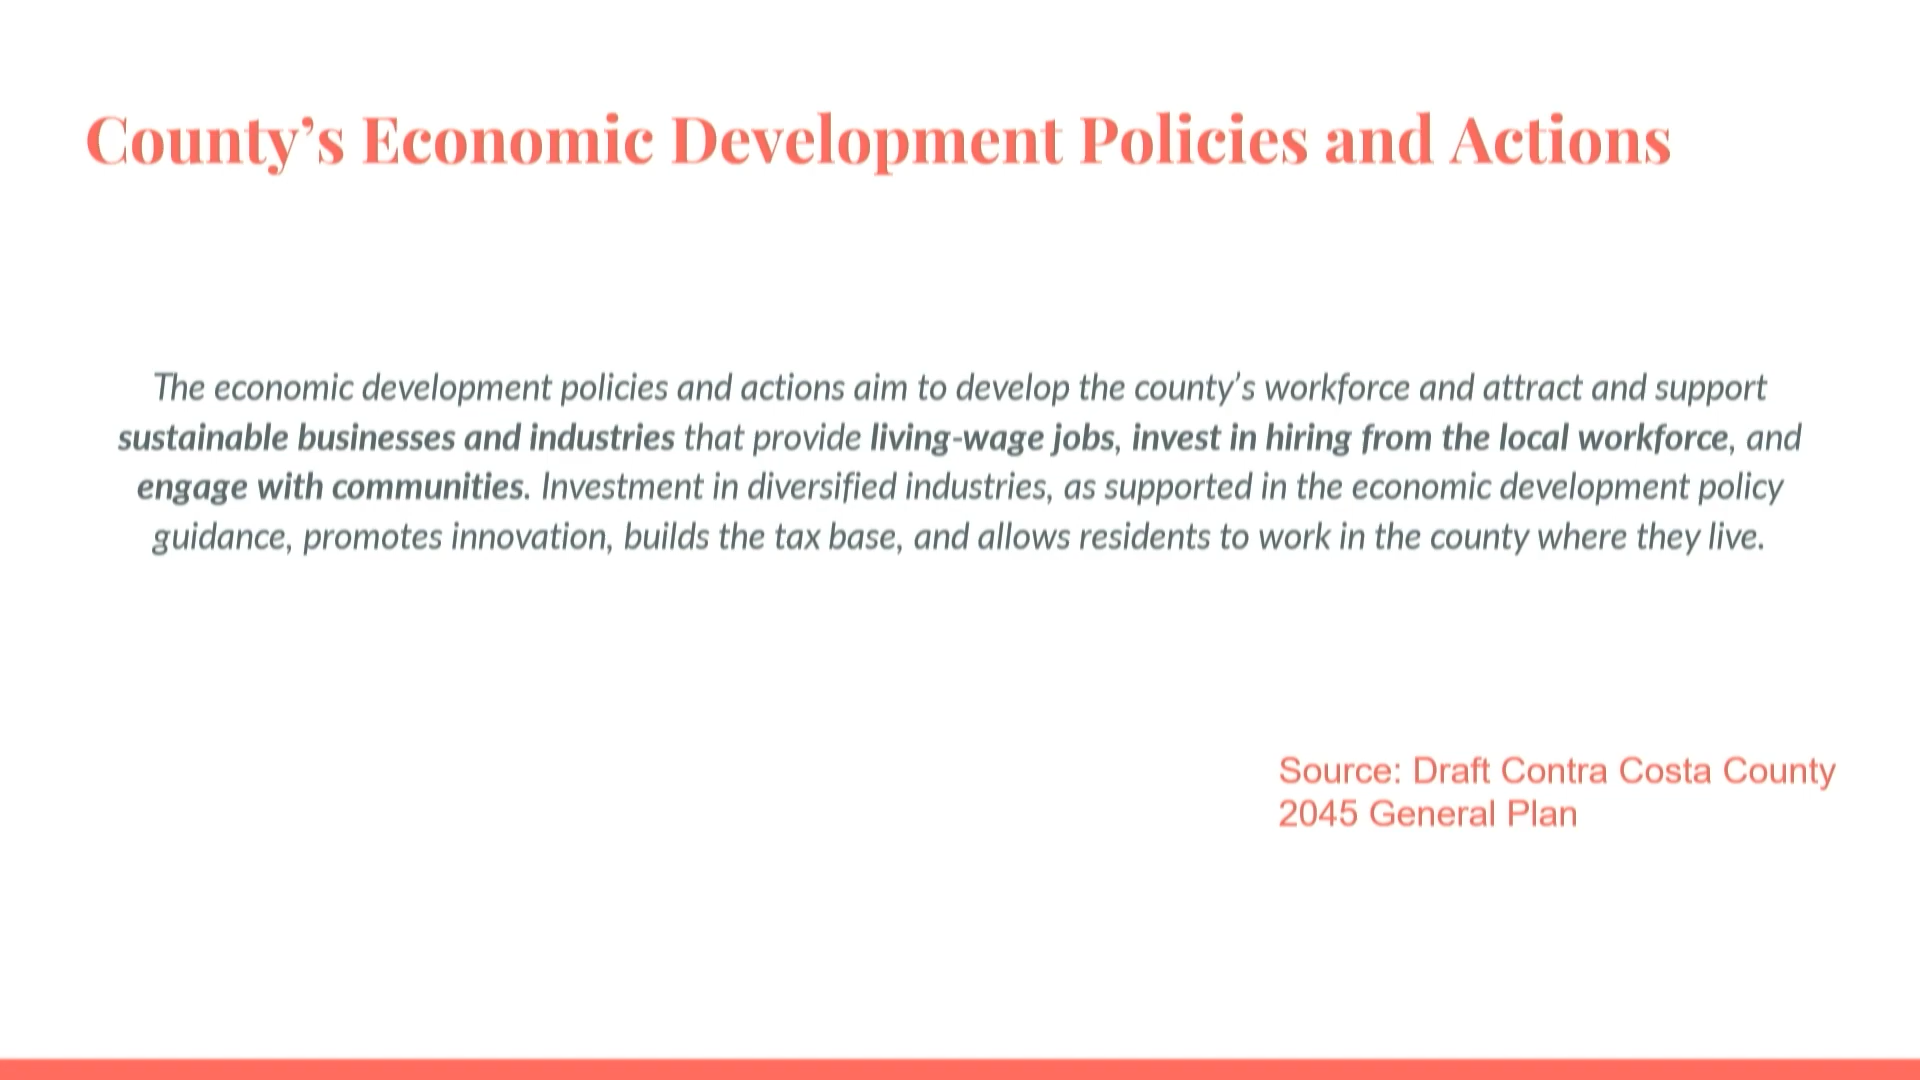 County’s Economic Development Policies and Actions
The economic development policies and actions aim to develop the county’s workforce and attract and support
sustainable businesses and industries that provide living-wage jobs, invest in hiring from the local workforce, and
engage with communities. Investment in diversified industries, as supported in the economic development policy
guidance, promotes innovation, builds the tax base, and allows residents to work in the county where they live.
Source: Draft Contra Costa County
2045 General Plan